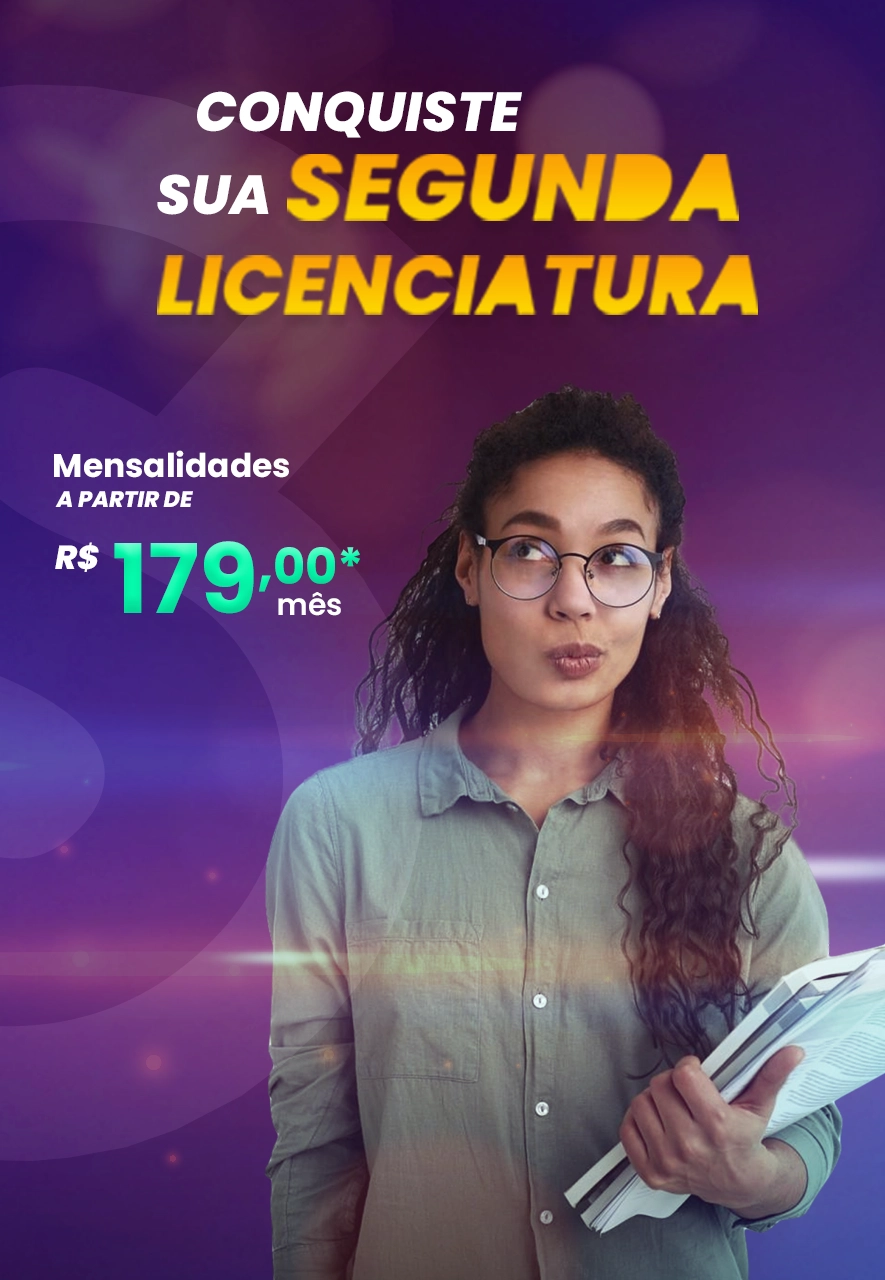 CONQUISTE
SUA SEGUNDA
LICENCIATURA
Mensalidades
A PARTIR DE
R$ 179,00*
mês